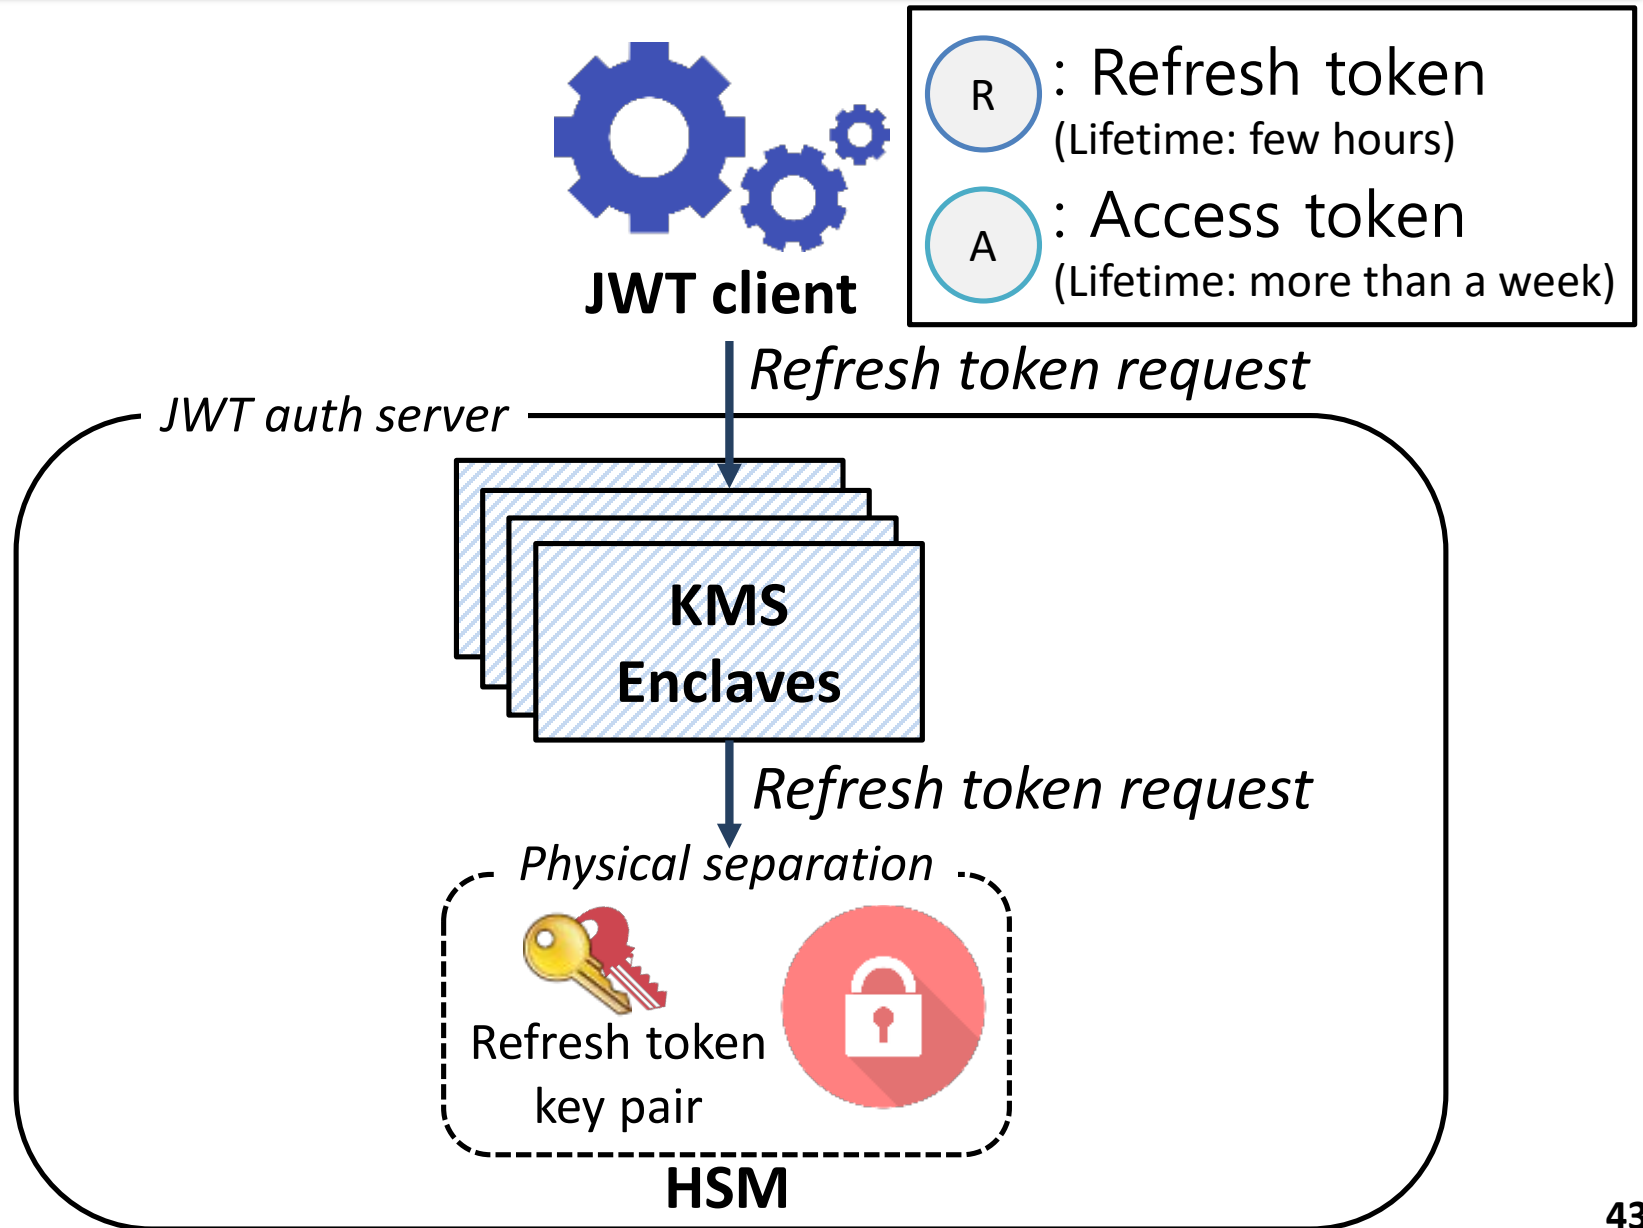 R : Refresh token
(Lifetime: few hours)
A : Access token
(Lifetime: more than a week)
JWT client
Refresh token request
JWT auth server
KMS
Enclaves
Refresh token request
Physical separation
Refresh token
key pair
HSM
43